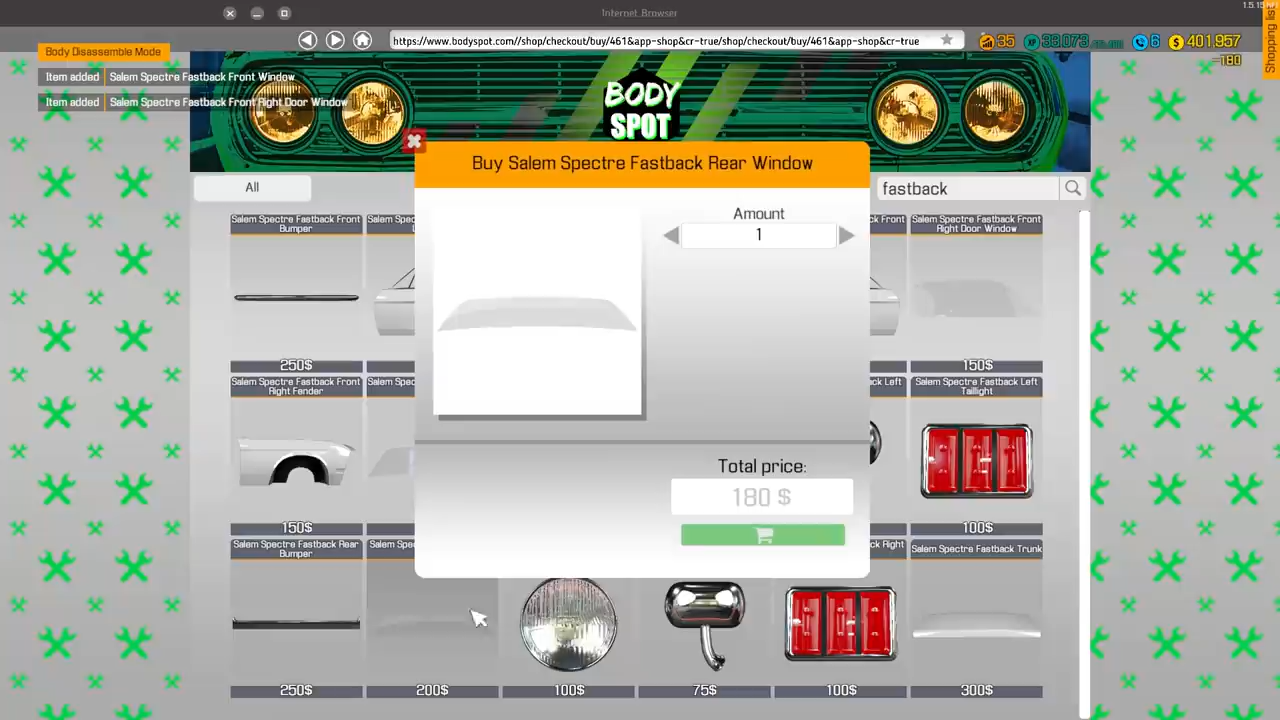 Internet Browser
1.5.15
Shopping list
https://www.bodyspot.com//shop/checkout/buy/461&app-shop&cr-true/shop/checkout/buy/461&app-shop&cr-true
35
XP
6
$ 401,957
-180
Body Disassemble Mode
Item added Salem Spectre Fastback Front Window
Item added Salem Spectre Fastback Front Right Door Window
BODY
SPOT
Buy Salem Spectre Fastback Rear Window
All
fastback
Amount
1
Salem Spectre Fastback Front
Bumper
Salem Spectre Fastback Front
Right Door Window
250$
150$
Salem Spectre Fastback Front
Right Fender
Salem Spectre Fastback Left
Taillight
Total price:
180 $
150$
100$
Salem Spectre Fastback Rear
Bumper
Salem Spectre Fastback Trunk
250$
200$
100$
75$
100$
300$